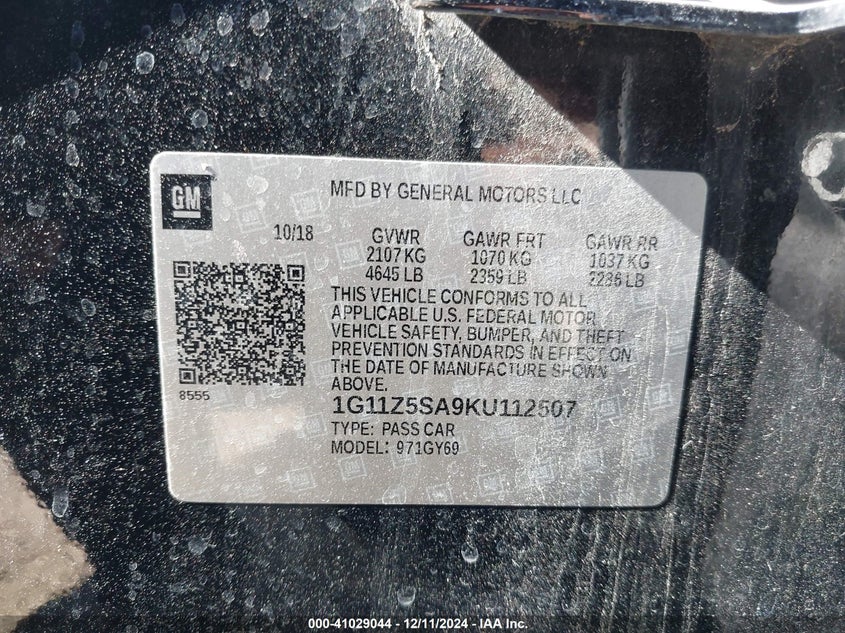 GM
MFD BY GENERAL MOTORS LLC
10/18 GVWR GAWR FRT GAWR RR
2107 KG 1070 KG 1037 KG
4645 LB 2359 LB 2286 LB
THIS VEHICLE CONFORMS TO ALL
APPLICABLE U.S. FEDERAL MOTOR
VEHICLE SAFETY, BUMPER, AND THEFT
PREVENTION STANDARDS IN EFFECT ON
THE DATE OF MANUFACTURE SHOWN
ABOVE.
8555
1G11Z5SA9KU112507
TYPE: PASS CAR
MODEL: 971GY69
000-41029044 - 12/11/2024 - IAA Inc.